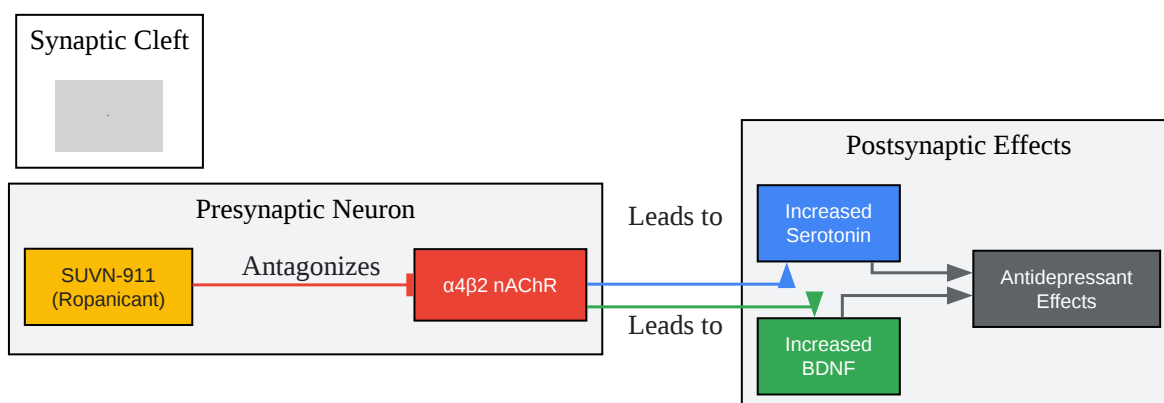 Synaptic Cleft
Postsynaptic Effects
Presynaptic Neuron
Leads to
Increased
Serotonin
SUVN-911
(Ropanicant)
Antagonizes
α4β2 nAChR
Antidepressant
Effects
Leads to
Increased
BDNF